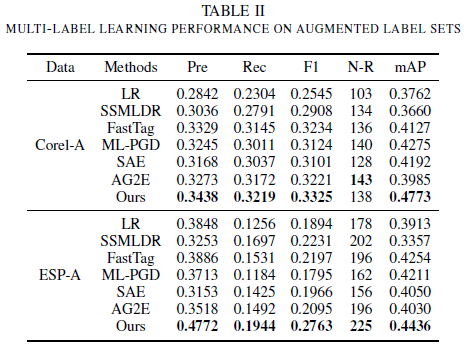 TABLE II
MULTI-LABEL LEARNING PERFORMANCE ON AUGMENTED LABEL SETS
Data Methods Pre Rec F1 N-R mAP
LR 0.2842 0.2304 0.2545 103 0.3762
SSMLDR 0.3036 0.2791 0.2908 134 0.3660
FastTag 0.3329 0.3145 0.3234 136 0.4127
Corel-A ML-PGD 0.3245 0.3011 0.3124 140 0.4275
SAE 0.3168 0.3037 0.3101 128 0.4192
AG2E 0.3273 0.3172 0.3221 143 0.3985
Ours 0.3438 0.3219 0.3325 138 0.4773
LR 0.3848 0.1256 0.1894 178 0.3913
SSMLDR 0.3253 0.1697 0.2231 202 0.3357
FastTag 0.3886 0.1531 0.2197 196 0.4254
ESP-A ML-PGD 0.3713 0.1184 0.1795 162 0.4211
SAE 0.3153 0.1425 0.1966 156 0.4050
AG2E 0.3518 0.1492 0.2095 196 0.4030
Ours 0.4772 0.1944 0.2763 225 0.4436